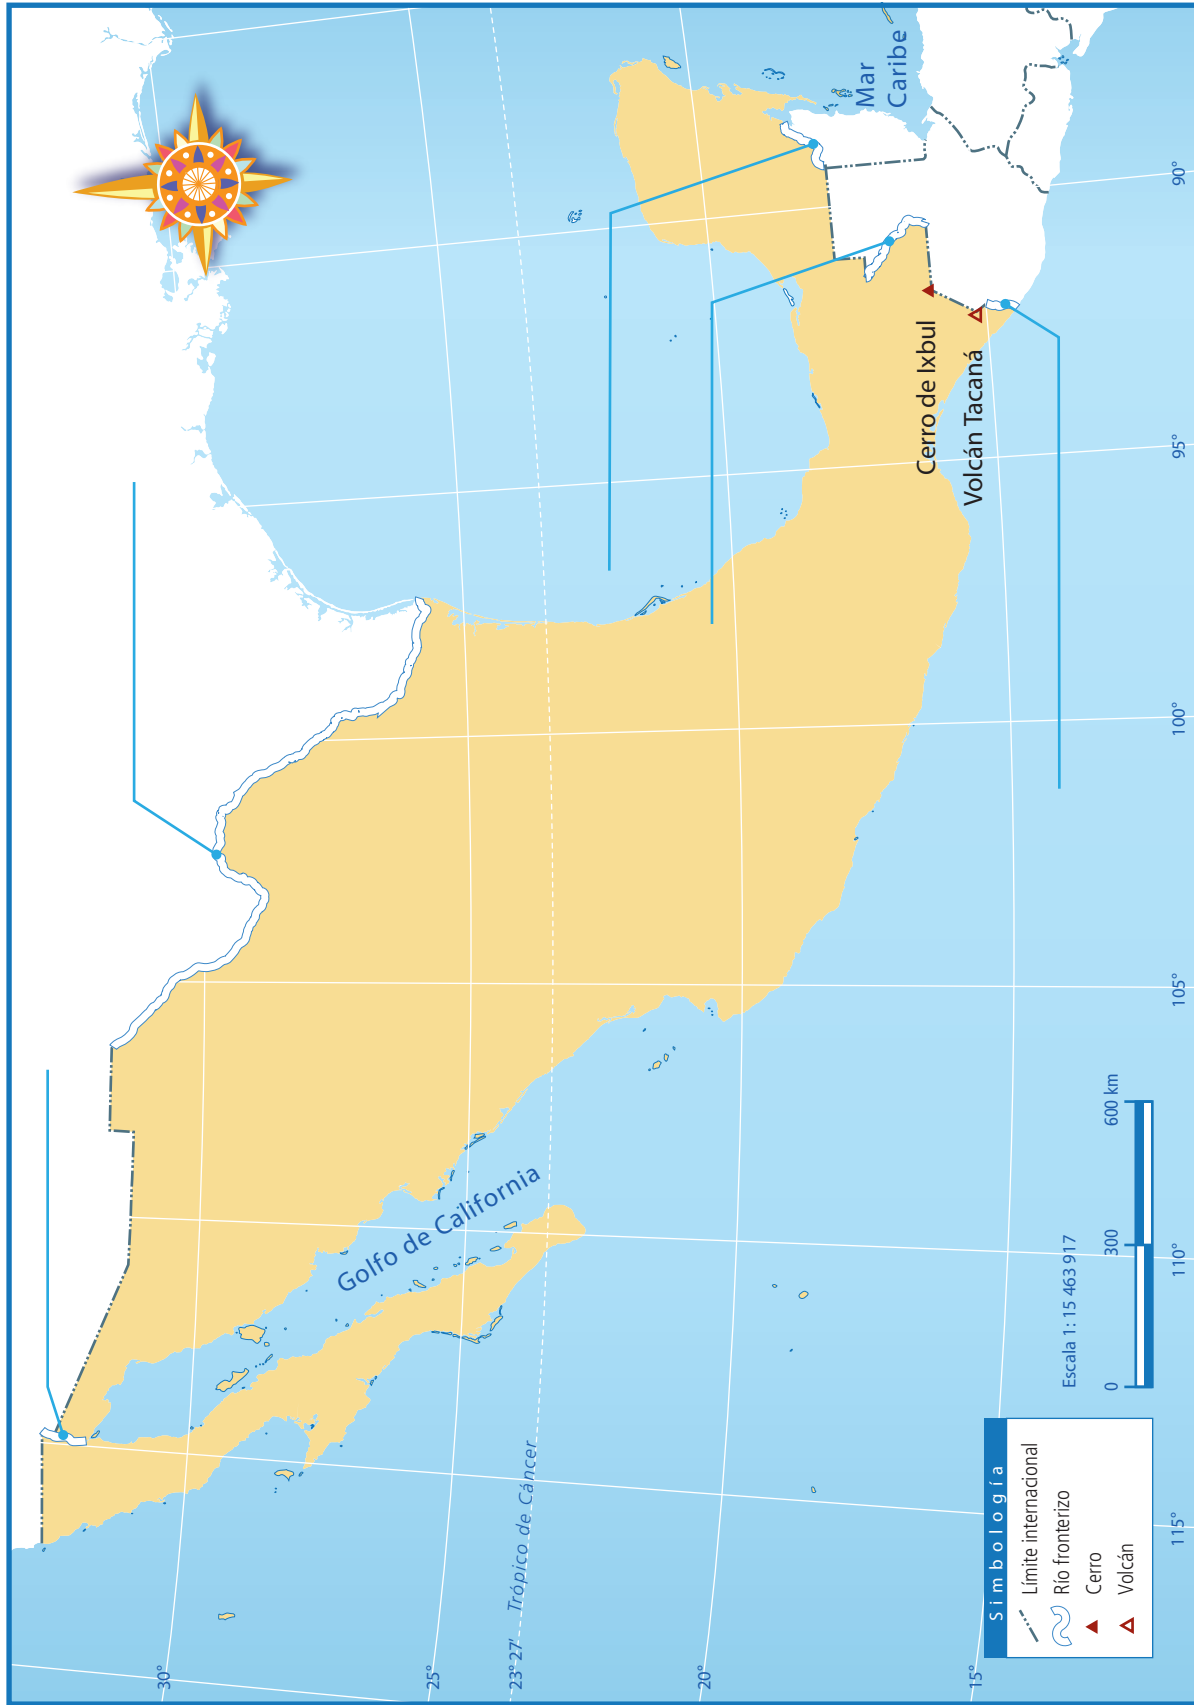 Mar
Caribe
Golfo de California
Cerro de Ixbul
Volcán Tacaná
30°
25°
23° 27' Trópico de Cáncer
20°
15°
115°
110°
105°
100°
95°
90°
Escala 1: 15 463 917
0 300 600 km
Simbología
Límite internacional
Río fronterizo
Cerro
Volcán